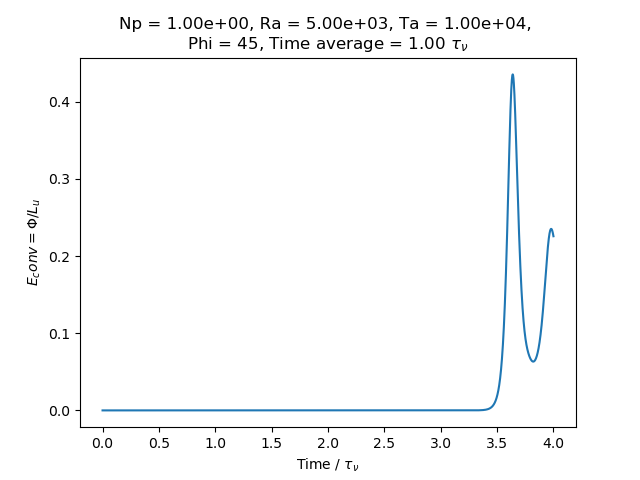 Np = 1.00e+00, Ra = 5.00e+03, Ta = 1.00e+04,
Phi = 45, Time average = 1.00 τν
E_conv = Φ/L_u
0.4
0.3
0.2
0.1
0.0
0.0 0.5 1.0 1.5 2.0 2.5 3.0 3.5 4.0
Time / τν